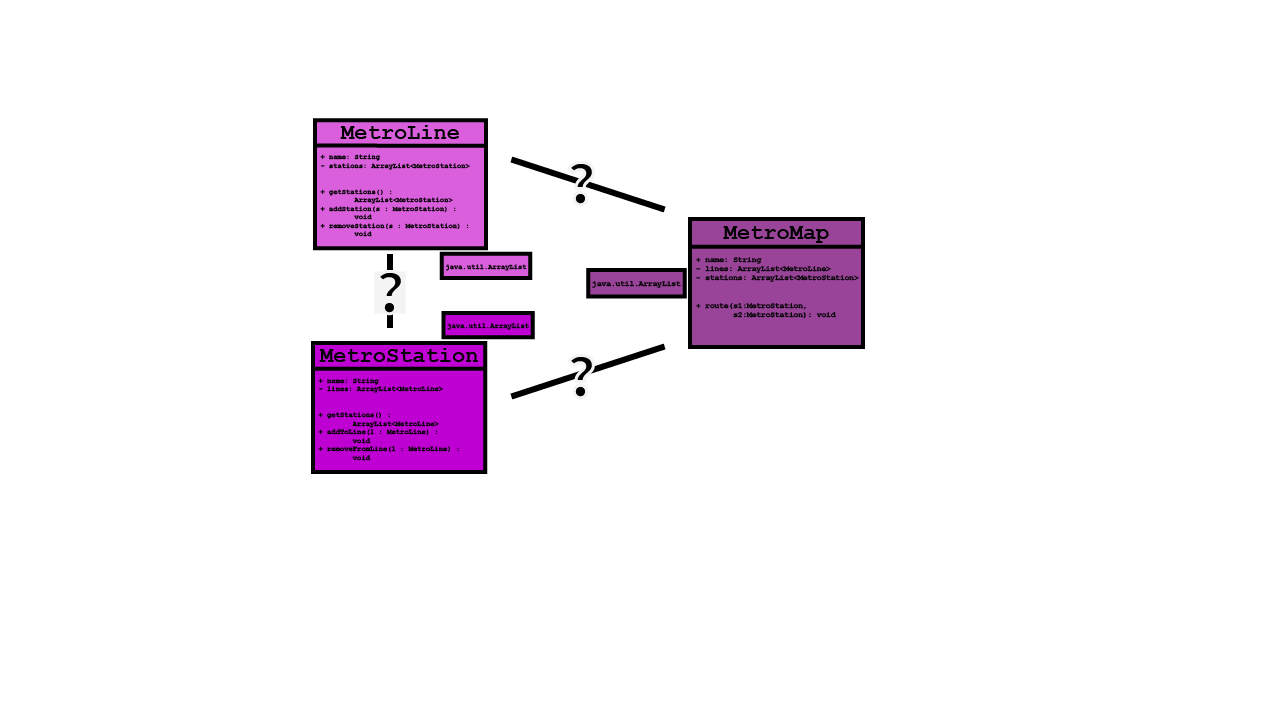 MetroLine
+ name: String
- stations: ArrayList<MetroStation>
+ getStations() :
ArrayList<MetroStation>
+ addStation(s : MetroStation) :
void
+ removeStation(s : MetroStation) :
void
?
MetroMap
+ name: String
- lines: ArrayList<MetroLine>
- stations: ArrayList<MetroStation>
+ route(s1:MetroStation,
s2:MetroStation): void
java.util.ArrayList
java.util.ArrayList
?
java.util.ArrayList
MetroStation
+ name: String
- lines: ArrayList<MetroLine>
+ getStations() :
ArrayList<MetroLine>
+ addToLine(l : MetroLine) :
void
+ removeFromLine(l : MetroLine) :
void
?